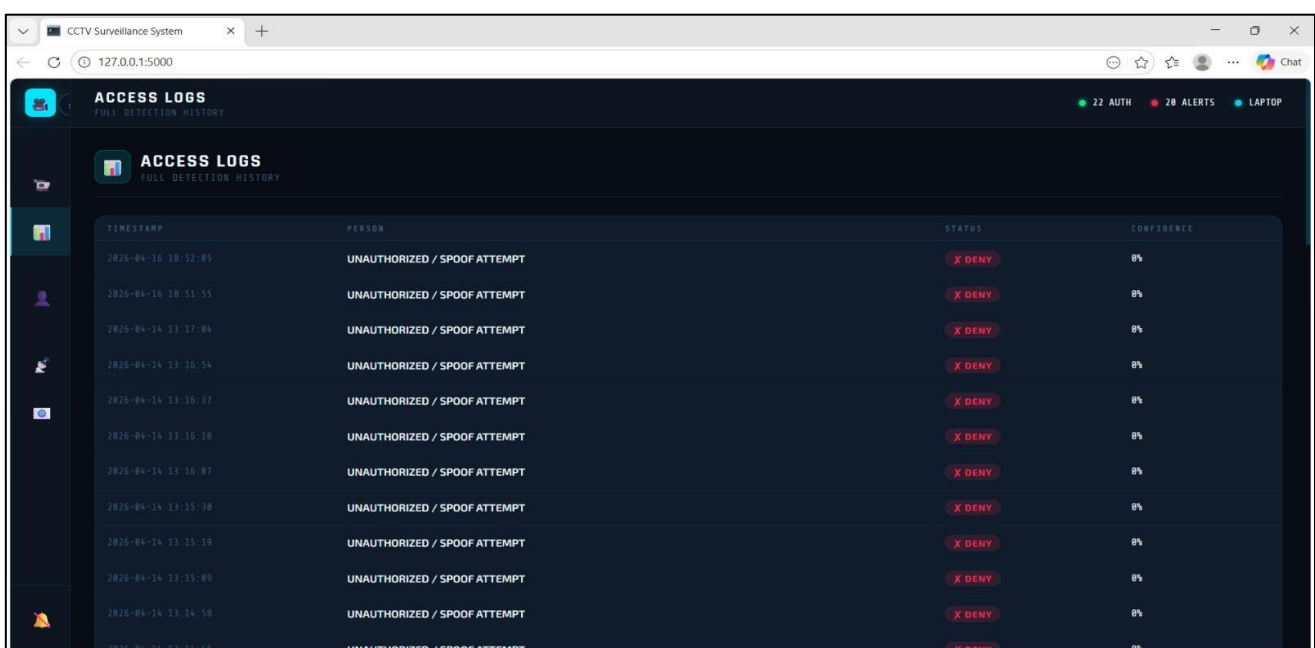 CCTV Surveillance System
127.0.0.1:5000
Chat
ACCESS LOGS
FULL DETECTION HISTORY
22 AUTH 20 ALERTS LAPTOP
ACCESS LOGS
FULL DETECTION HISTORY
TIMESTAMP PERSON STATUS CONFIDENCE
2026-04-16 18:52:05 UNAUTHORIZED / SPOOF ATTEMPT ✗ DENY 0%
2026-04-16 18:51:55 UNAUTHORIZED / SPOOF ATTEMPT ✗ DENY 0%
2026-04-14 13:17:04 UNAUTHORIZED / SPOOF ATTEMPT ✗ DENY 0%
2026-04-14 13:16:54 UNAUTHORIZED / SPOOF ATTEMPT ✗ DENY 0%
2026-04-14 13:16:37 UNAUTHORIZED / SPOOF ATTEMPT ✗ DENY 0%
2026-04-14 13:16:18 UNAUTHORIZED / SPOOF ATTEMPT ✗ DENY 0%
2026-04-14 13:16:07 UNAUTHORIZED / SPOOF ATTEMPT ✗ DENY 0%
2026-04-14 13:15:30 UNAUTHORIZED / SPOOF ATTEMPT ✗ DENY 0%
2026-04-14 13:15:19 UNAUTHORIZED / SPOOF ATTEMPT ✗ DENY 0%
2026-04-14 13:15:09 UNAUTHORIZED / SPOOF ATTEMPT ✗ DENY 0%
2026-04-14 13:14:58 UNAUTHORIZED / SPOOF ATTEMPT ✗ DENY 0%